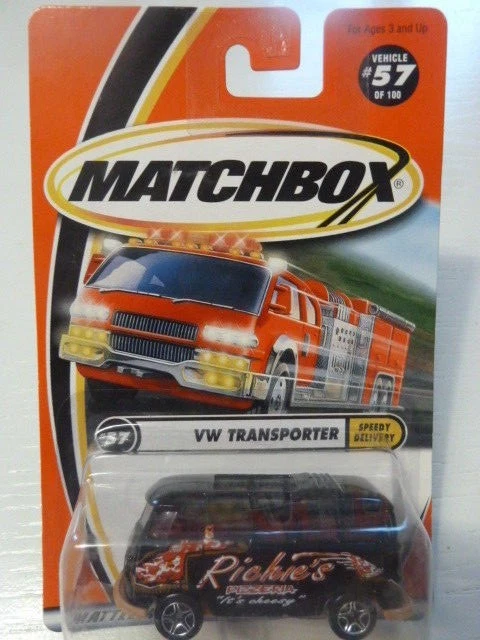 For Ages 3 and Up
VEHICLE
#57
OF 100
MATCHBOX®
57
VW TRANSPORTER
SPEEDY
DELIVERY
Richie's
PIZZERIA
"It's cheesy"
MATTEL